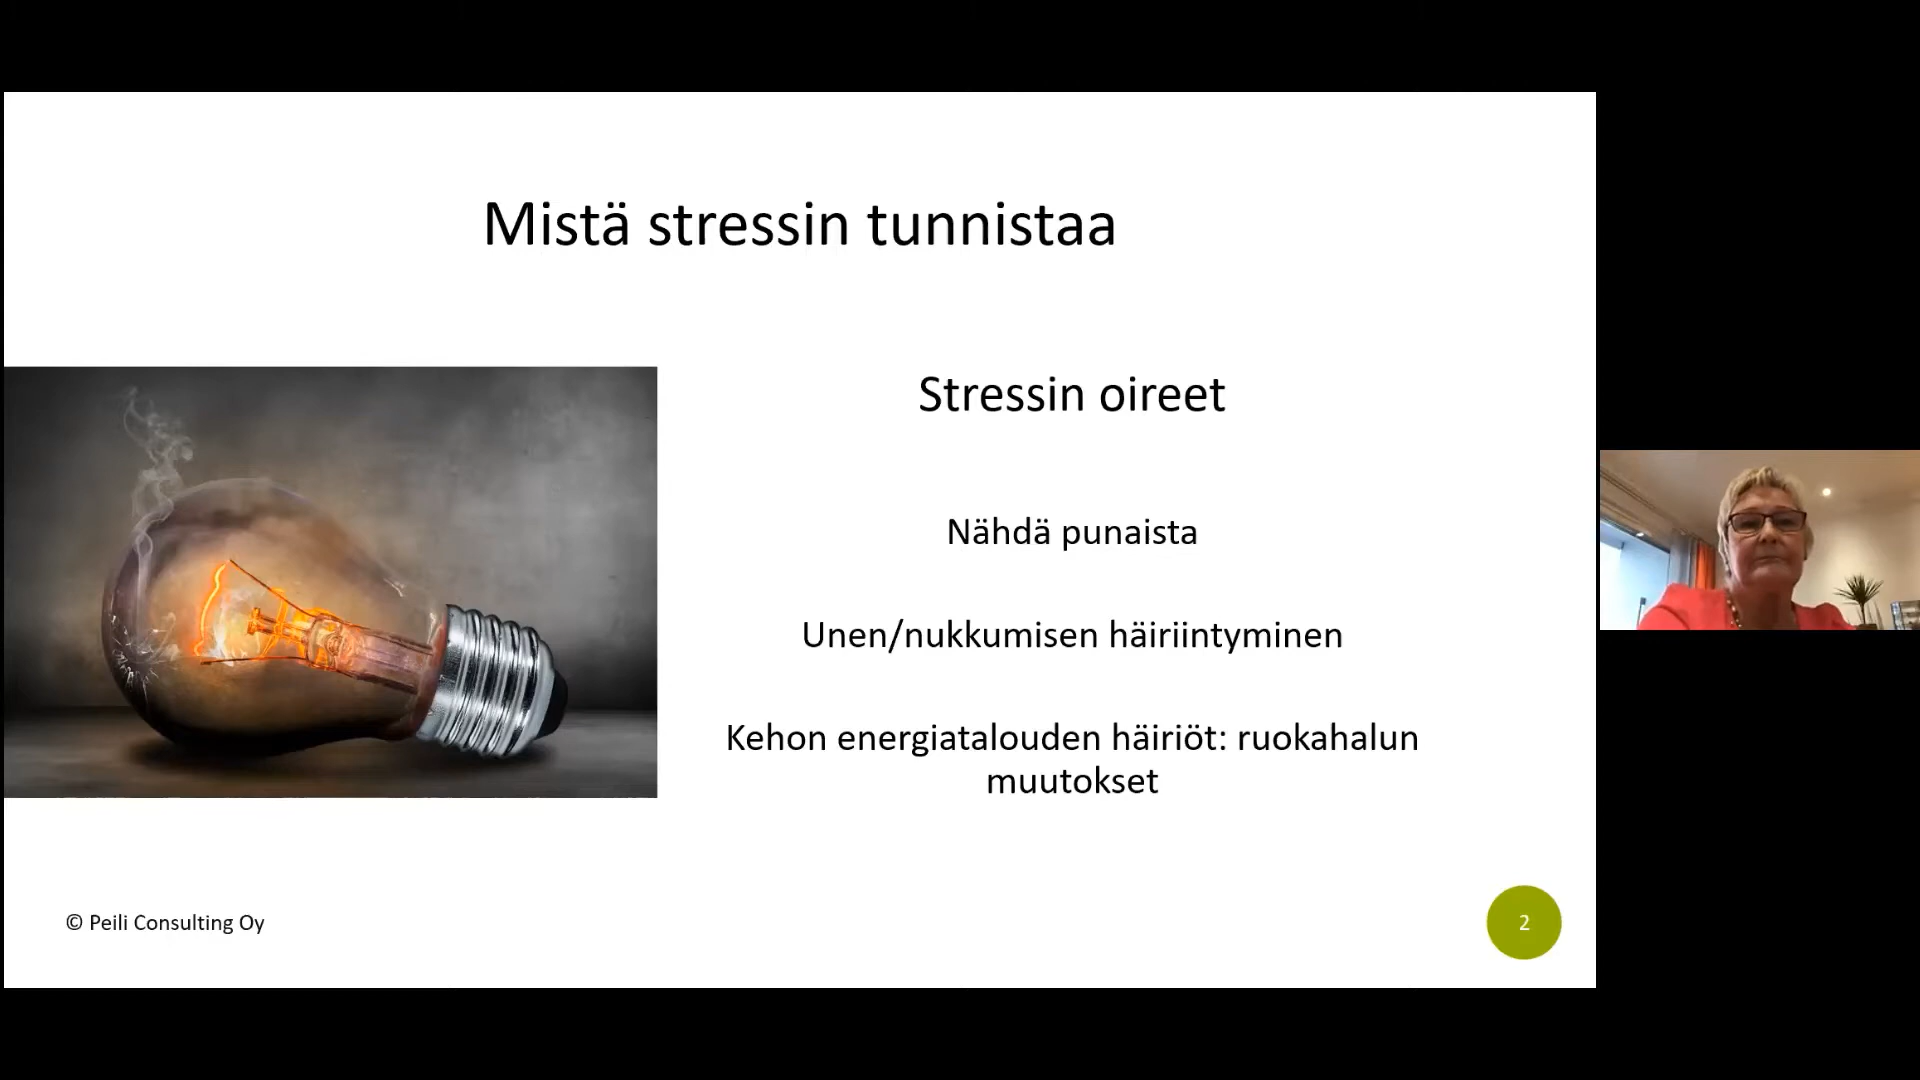 Mistä stressin tunnistaa
Stressin oireet
Nähdä punaista
Unen/nukkumisen häiriintyminen
Kehon energiatalouden häiriöt: ruokahalun
muutokset
© Peili Consulting Oy
2